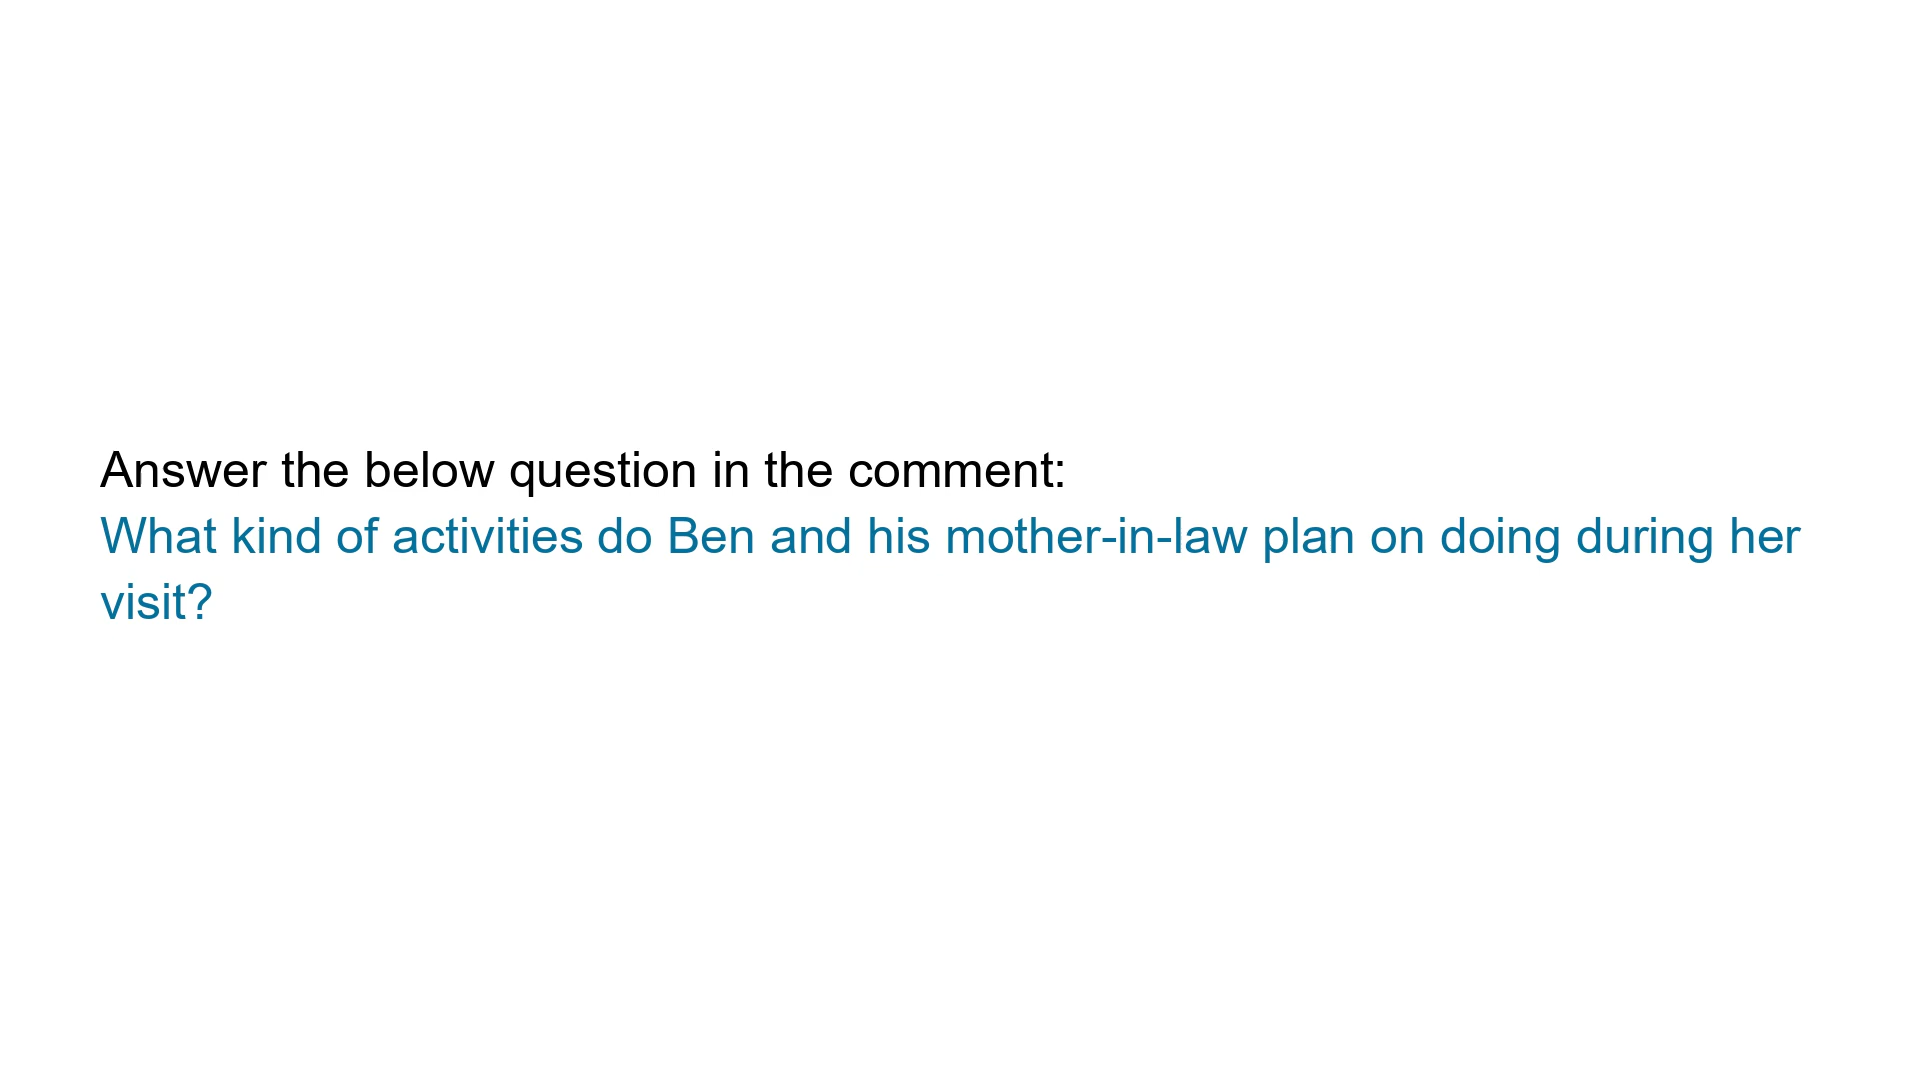 Answer the below question in the comment:
What kind of activities do Ben and his mother-in-law plan on doing during her
visit?